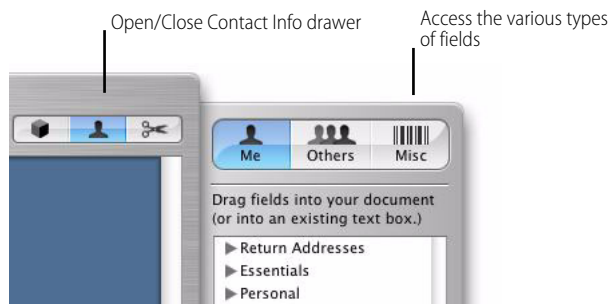 Open/Close Contact Info drawer
Access the various types
of fields
Me
Others
Misc
Drag fields into your document
(or into an existing text box.)
Return Addresses
Essentials
Personal